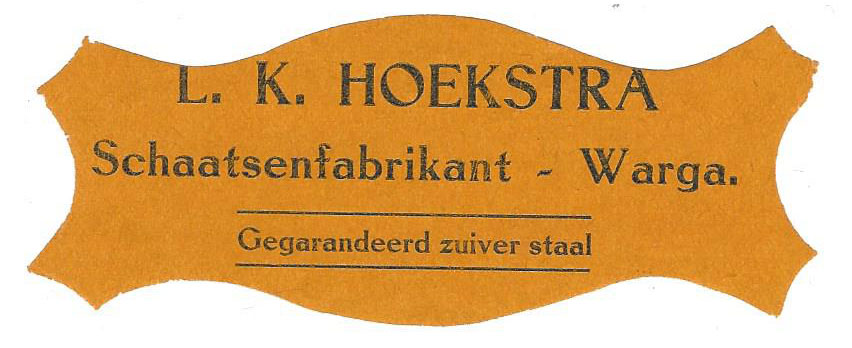 L. K. HOEKSTRA
Schaatsenfabrikant - Warga.
Gegarandeerd zuiver staal